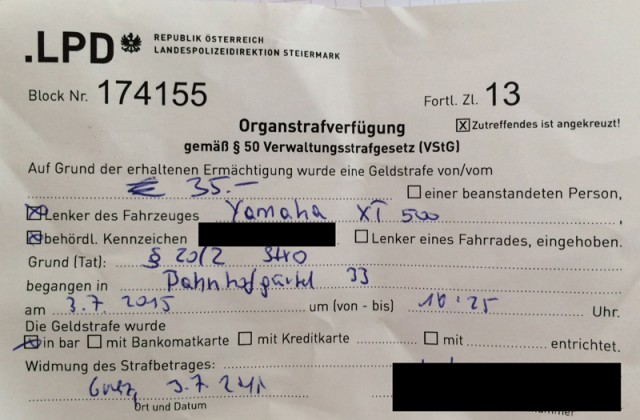 .LPD REPUBLIK ÖSTERREICH
LANDESPOLIZEIDIREKTION STEIERMARK
Block Nr. 174155 Fortl. Zl. 13
Organstrafverfügung ☒ Zutreffendes ist angekreuzt!
gemäß § 50 Verwaltungsstrafgesetz (VStG)
Auf Grund der erhaltenen Ermächtigung wurde eine Geldstrafe von/vom
€ 35.- ☐ einer beanstandeten Person,
☒ Lenker des Fahrzeuges Yamaha XT 500,
☒ behördl. Kennzeichen ☐ Lenker eines Fahrrades, eingehoben.
Grund (Tat): § 20/2 StVO
begangen in Bahnhofgürtel 33
am 3.7.2015 um (von - bis) :25 Uhr.
Die Geldstrafe wurde
☒ in bar ☐ mit Bankomatkarte ☐ mit Kreditkarte ☐ mit entrichtet.
Widmung des Strafbetrages:
Graz, 3.7.
Ort und Datum